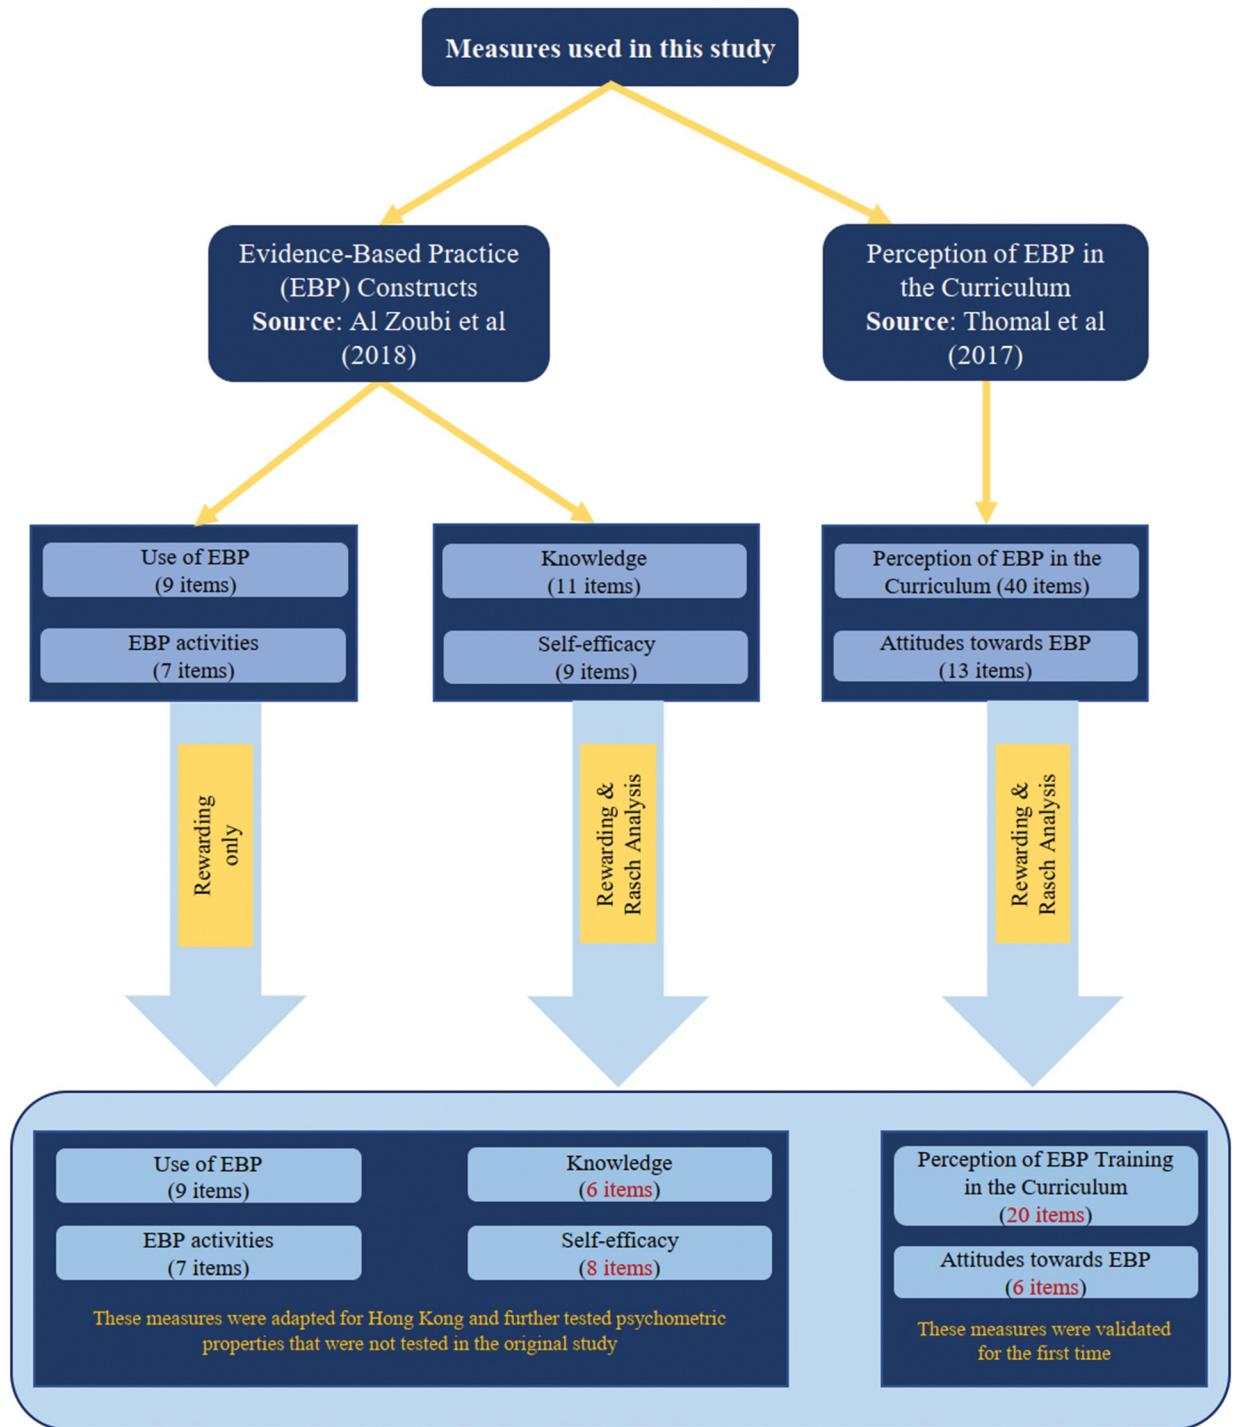 Measures used in this study
Evidence-Based Practice
(EBP) Constructs
Source: Al Zoubi et al
(2018)
Perception of EBP in
the Curriculum
Source: Thomal et al
(2017)
Use of EBP
(9 items)
EBP activities
(7 items)
Knowledge
(11 items)
Self-efficacy
(9 items)
Perception of EBP in the
Curriculum (40 items)
Attitudes towards EBP
(13 items)
Rewarding
only
Rewarding &
Rasch Analysis
Rewarding &
Rasch Analysis
Use of EBP
(9 items)
EBP activities
(7 items)
Knowledge
(6 items)
Self-efficacy
(8 items)
These measures were adapted for Hong Kong and further tested psychometric
properties that were not tested in the original study
Perception of EBP Training
in the Curriculum
(20 items)
Attitudes towards EBP
(6 items)
These measures were validated
for the first time